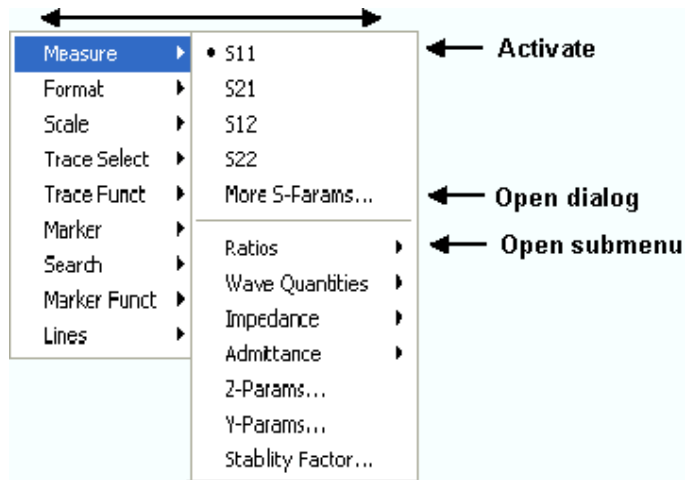 Measure
Format
Scale
Trace Select
Trace Funct
Marker
Search
Marker Funct
Lines
• S11
S21
S12
S22
More S-Params...
Ratios
Wave Quantities
Impedance
Admittance
Z-Params...
Y-Params...
Stablity Factor...
Activate
Open dialog
Open submenu